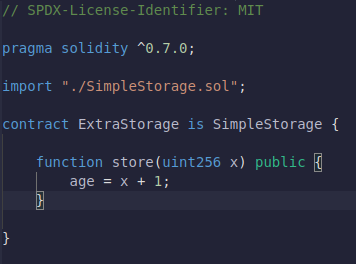 // SPDX-License-Identifier: MIT
pragma solidity ^0.7.0;
import "./SimpleStorage.sol";
contract ExtraStorage is SimpleStorage {
function store(uint256 x) public {
age = x + 1;
}
}